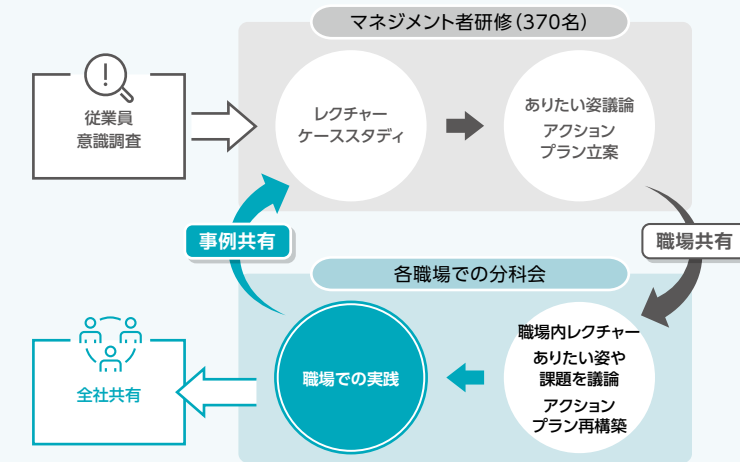 マネジメント者研修（370名）
従業員
意識調査
レクチャー
ケーススタディ
ありたい姿議論
アクション
プラン立案
事例共有
職場共有
各職場での分科会
職場内レクチャー
ありたい姿や
課題を議論
アクション
プラン再構築
職場での実践
全社共有